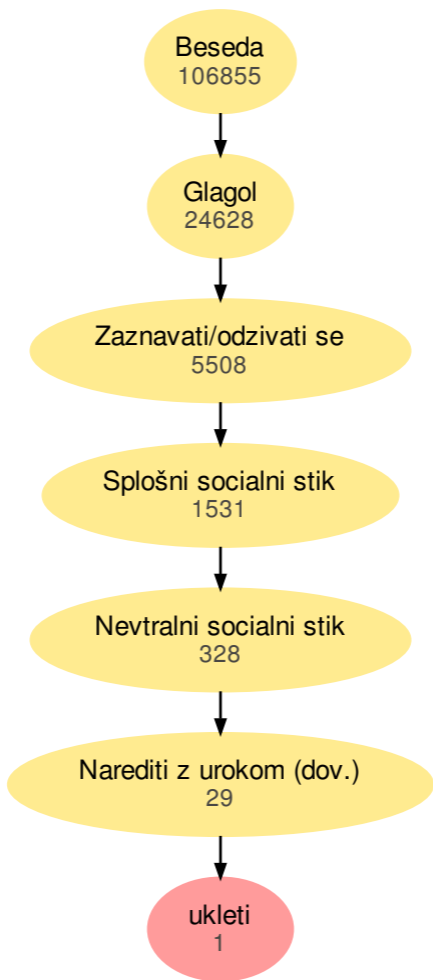 Beseda
106855
Glagol
24628
Zaznavati/odzivati se
5508
Splošni socialni stik
1531
Nevtralni socialni stik
328
Narediti z urokom (dov.)
29
ukleti
1